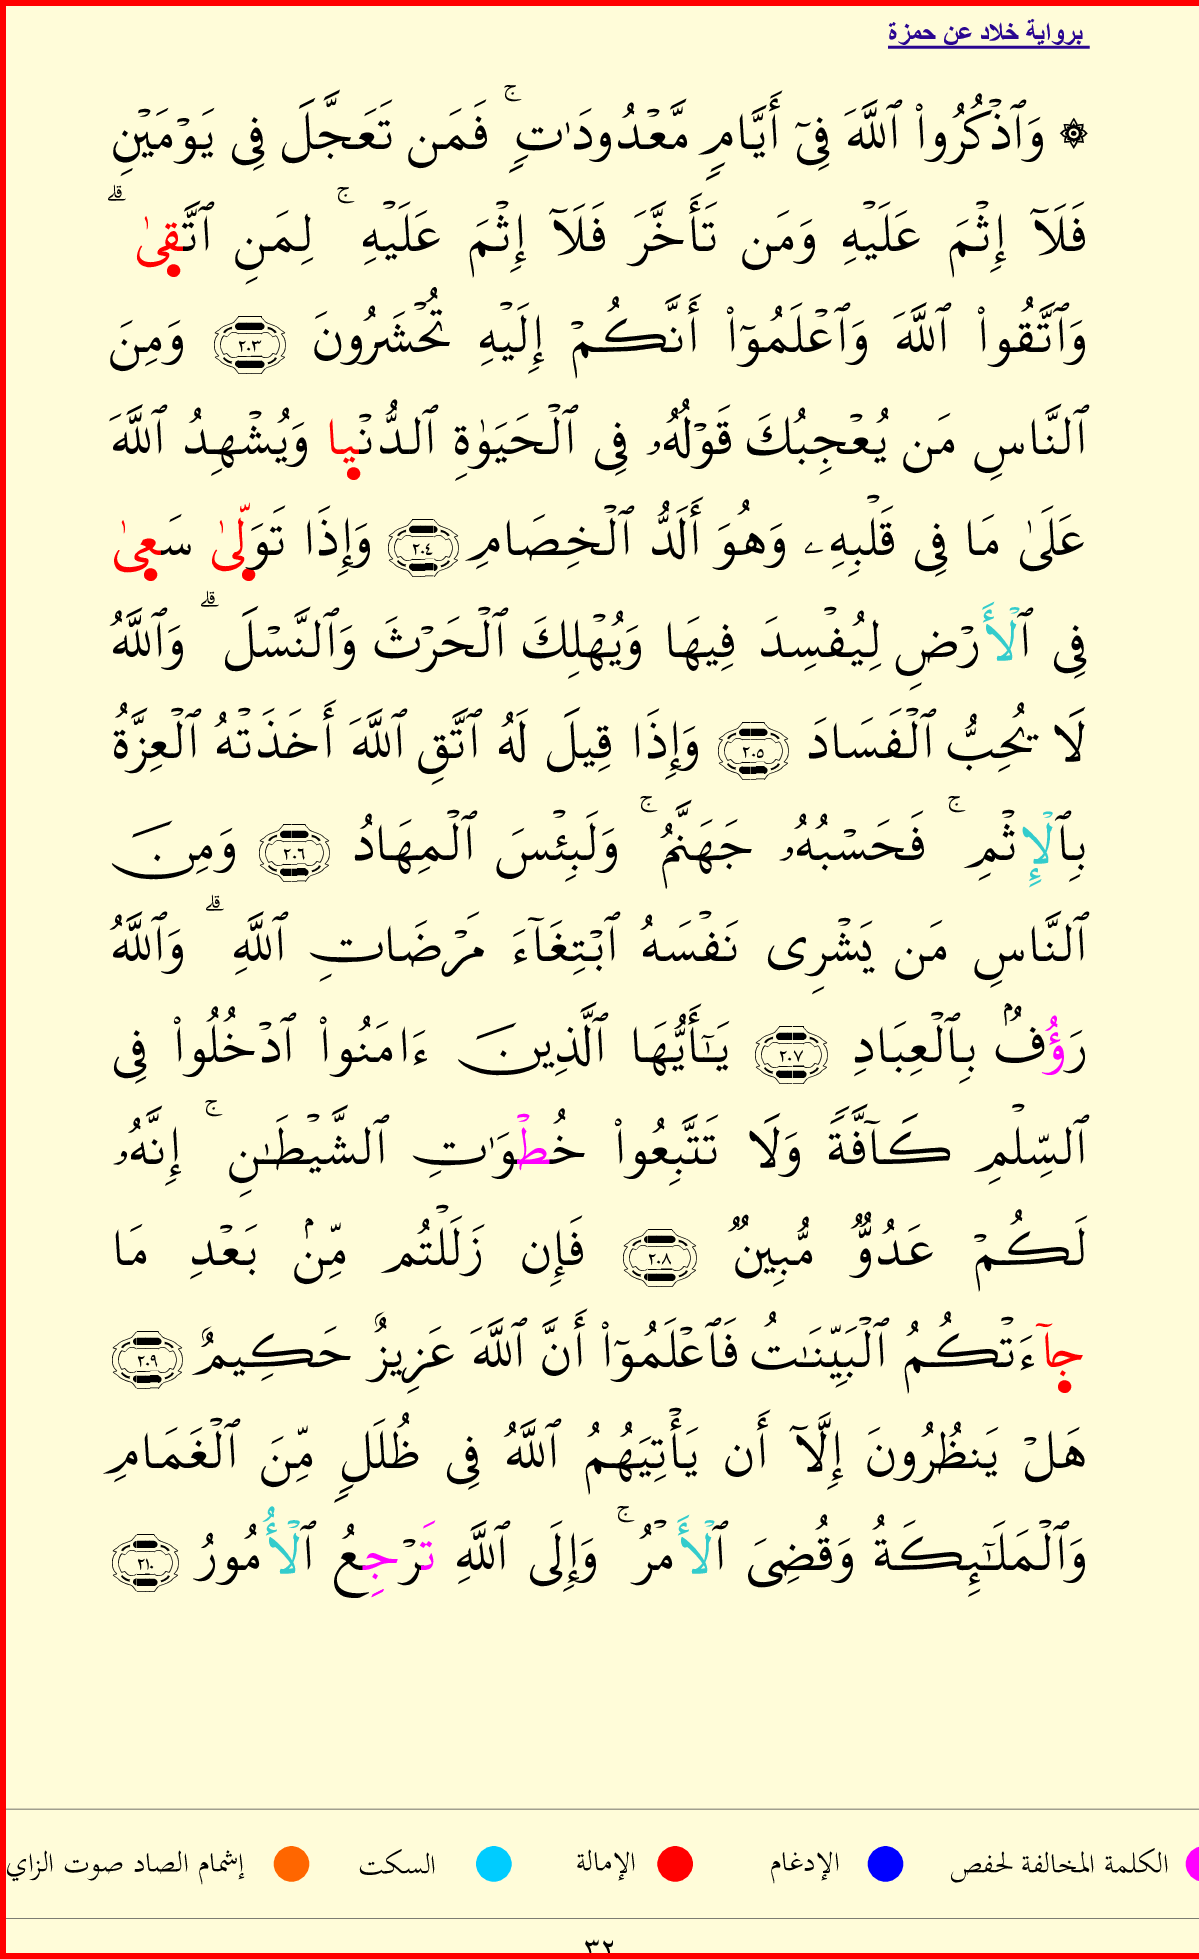 برواية خلاد عن حمزة
۞ وَٱذۡكُرُواْ ٱللَّهَ فِىٓ أَيَّامٍ مَّعۡدُودَٰتٍ ۚ فَمَن تَعَجَّلَ فِى يَوۡمَيۡنِ
فَلَآ إِثۡمَ عَلَيۡهِ وَمَن تَأَخَّرَ فَلَآ إِثۡمَ عَلَيۡهِ ۚ لِمَنِ ٱتَّقِىٰ ۗ
وَٱتَّقُواْ ٱللَّهَ وَٱعۡلَمُوٓاْ أَنَّكُمۡ إِلَيۡهِ تُحۡشَرُونَ ٢٠٣ وَمِنَ
ٱلنَّاسِ مَن يُعۡجِبُكَ قَوۡلُهُۥ فِى ٱلۡحَيَوٰةِ ٱلدُّنۡيا وَيُشۡهِدُ ٱللَّهَ
عَلَىٰ مَا فِى قَلۡبِهِۦ وَهُوَ أَلَدُّ ٱلۡخِصَامِ ٢٠٤ وَإِذَا تَوَلّىٰ سَعىٰ
فِى ٱلۡأَرۡضِ لِيُفۡسِدَ فِيهَا وَيُهۡلِكَ ٱلۡحَرۡثَ وَٱلنَّسۡلَ ۗ وَٱللَّهُ
لَا يُحِبُّ ٱلۡفَسَادَ ٢٠٥ وَإِذَا قِيلَ لَهُ ٱتَّقِ ٱللَّهَ أَخَذَتۡهُ ٱلۡعِزَّةُ
بِٱلۡإِثۡمِ ۚ فَحَسۡبُهُۥ جَهَنَّمُ ۚ وَلَبِئۡسَ ٱلۡمِهَادُ ٢٠٦ وَمِنَ
ٱلنَّاسِ مَن يَشۡرِى نَفۡسَهُ ٱبۡتِغَآءَ مَرۡضَاتِ ٱللَّهِ ۗ وَٱللَّهُ
رَؤُفُۢ بِٱلۡعِبَادِ ٢٠٧ يَـٰٓأَيُّهَا ٱلَّذِينَ ءَامَنُواْ ٱدۡخُلُواْ فِى
ٱلسِّلۡمِ كَآفَّةً وَلَا تَتَّبِعُواْ خُطۡوَٰتِ ٱلشَّيۡطَـٰنِ ۚ إِنَّهُۥ
لَكُمۡ عَدُوٌّ مُّبِينٌ ٢٠٨ فَإِن زَلَلۡتُم مِّنۢ بَعۡدِ مَا
جآءَتۡكُمُ ٱلۡبَيِّنَـٰتُ فَٱعۡلَمُوٓاْ أَنَّ ٱللَّهَ عَزِيزٌ حَكِيمٌ ٢٠٩
هَلۡ يَنظُرُونَ إِلَّآ أَن يَأۡتِيَهُمُ ٱللَّهُ فِى ظُلَلٍ مِّنَ ٱلۡغَمَامِ
وَٱلۡمَلَـٰٓئِكَةُ وَقُضِىَ ٱلۡأَمۡرُ ۚ وَإِلَى ٱللَّهِ تَرۡجِعُ ٱلۡأُمُورُ ٢١٠
الكلمة المخالفة لحفص الإدغام الإمالة السكت إشمام الصاد صوت الزاي
٣٢